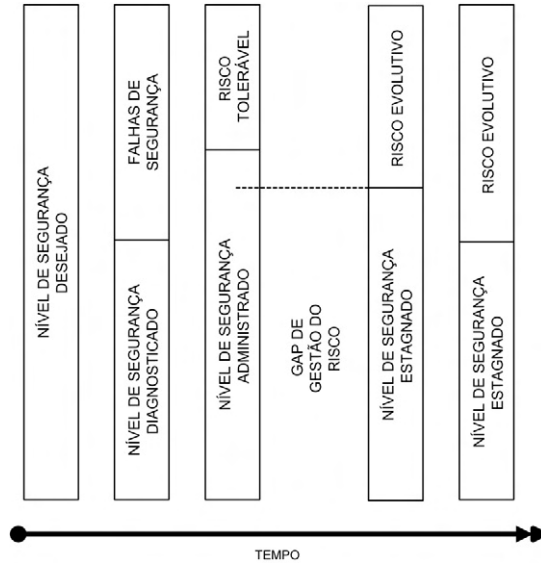 NÍVEL DE SEGURANÇA
DESEJADO
FALHAS DE
SEGURANÇA
NÍVEL DE SEGURANÇA
DIAGNOSTICADO
RISCO
TOLERÁVEL
NÍVEL DE SEGURANÇA
ADMINISTRADO
GAP DE
GESTÃO DO
RISCO
RISCO EVOLUTIVO
NÍVEL DE SEGURANÇA
ESTAGNADO
RISCO EVOLUTIVO
NÍVEL DE SEGURANÇA
ESTAGNADO
TEMPO